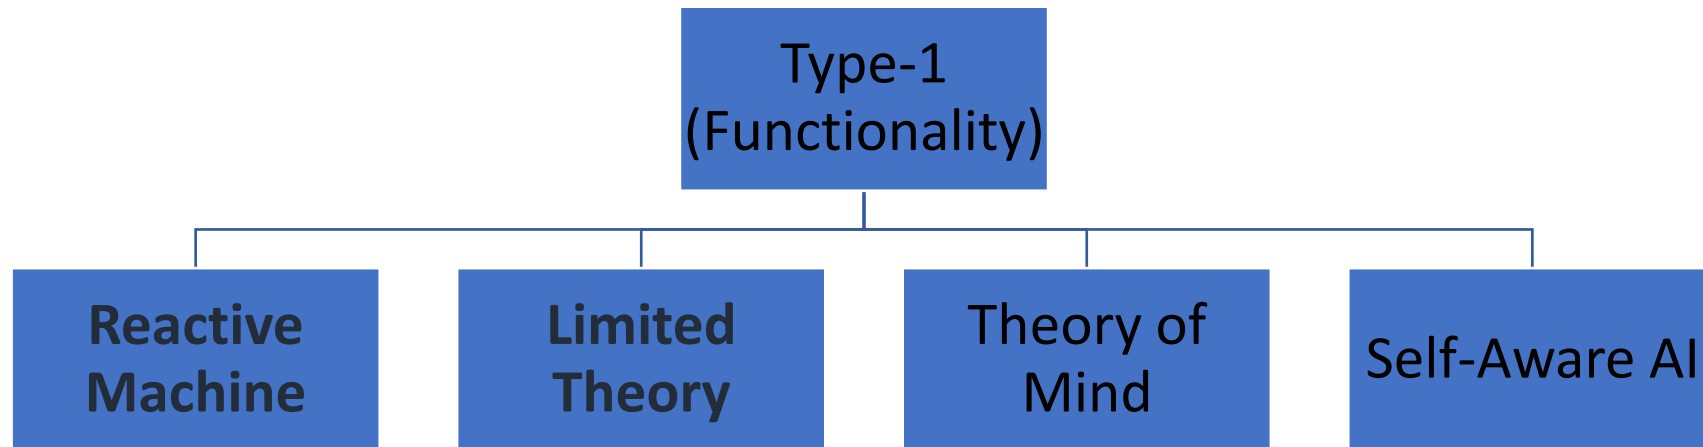 Type-1
(Functionality)
Reactive
Machine
Limited
Theory
Theory of
Mind
Self-Aware AI